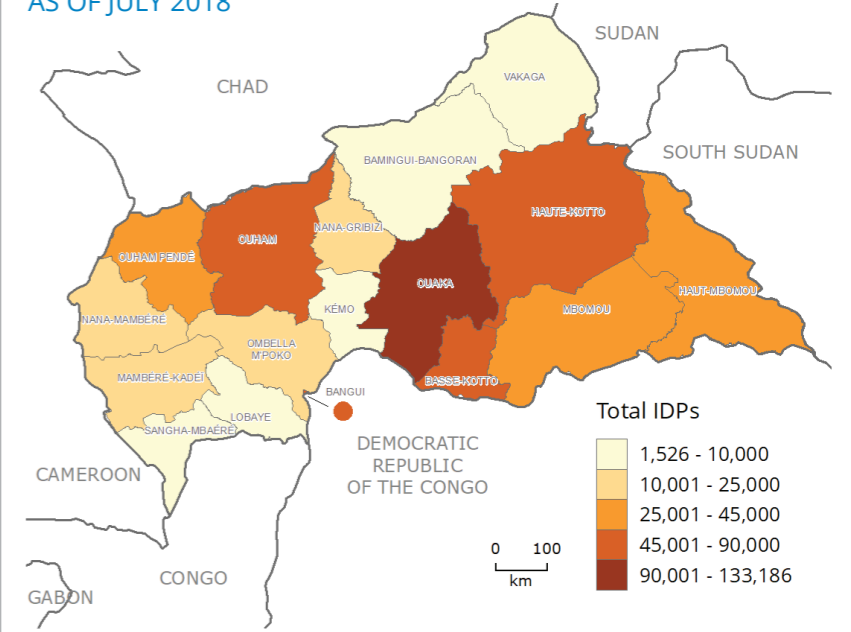 AS OF JULY 2018
SUDAN
VAKAGA
CHAD
SOUTH SUDAN
BAMINGUI-BANGORAN
HAUTE-KOTTO
NANA-GRIBIZI
OUHAM
OUHAM PENDÉ
OUAKA
HAUT-MBOMOU
KÉMO
MBOMOU
NANA-MAMBÉRÉ
OMBELLA
M'POKO
MAMBÉRÉ-KADÉÏ
BASSE-KOTTO
BANGUI
LOBAYE
SANGHA-MBAÉRÉ
DEMOCRATIC
REPUBLIC
OF THE CONGO
CAMEROON
CONGO
GABON
Total IDPs
1,526 - 10,000
10,001 - 25,000
25,001 - 45,000
45,001 - 90,000
90,001 - 133,186
0 100
km